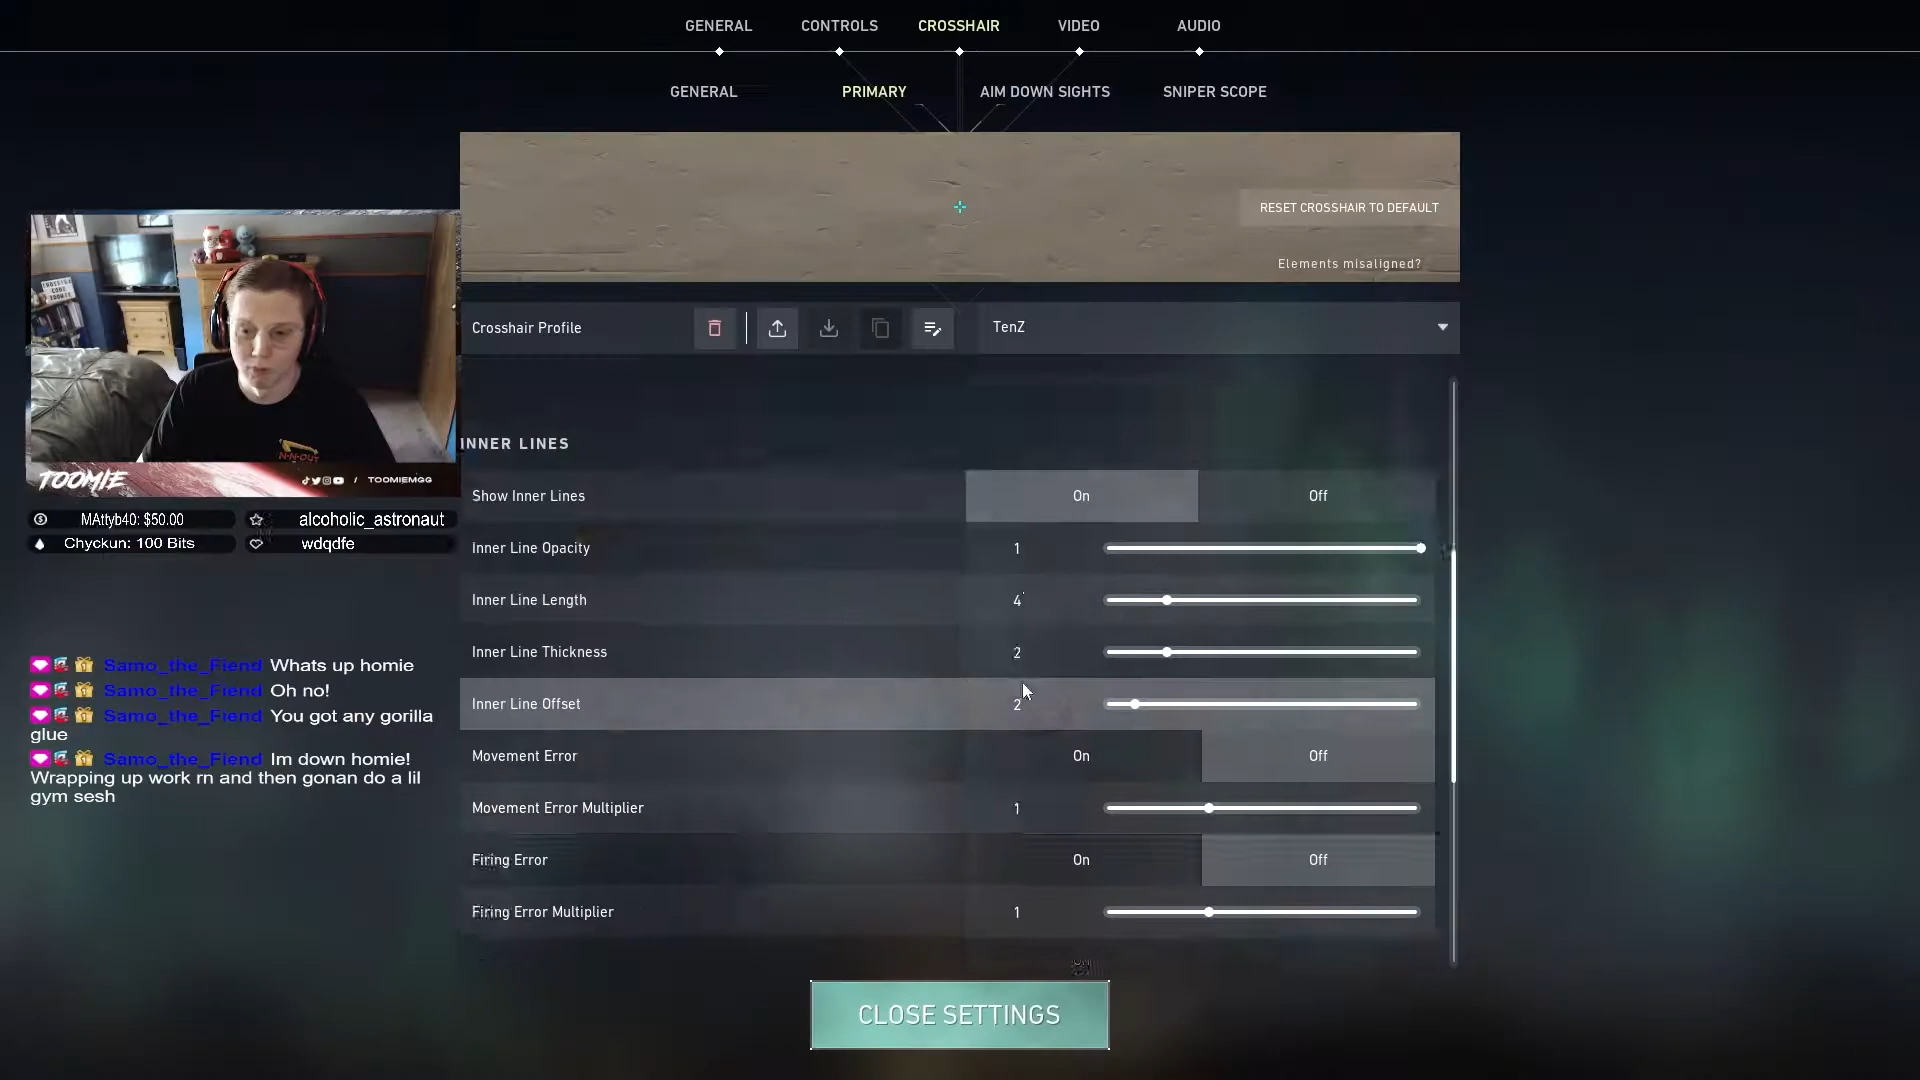 GENERAL CONTROLS CROSSHAIR VIDEO AUDIO
GENERAL PRIMARY AIM DOWN SIGHTS SNIPER SCOPE
RESET CROSSHAIR TO DEFAULT
Elements misaligned?
Crosshair Profile TenZ
INNER LINES
Show Inner Lines On Off
Inner Line Opacity 1
Inner Line Length 4
Inner Line Thickness 2
Inner Line Offset 2
Movement Error On Off
Movement Error Multiplier 1
Firing Error On Off
Firing Error Multiplier 1
CLOSE SETTINGS
IN-N-OUT
TOOMIE / TOOMIEMGG
MAttyb40: $50.00 alcoholic_astronaut
Chyckun: 100 Bits wdqdfe
Samo_the_Fiend Whats up homie
Samo_the_Fiend Oh no!
Samo_the_Fiend You got any gorilla
glue
Samo_the_Fiend Im down homie!
Wrapping up work rn and then gonan do a lil
gym sesh